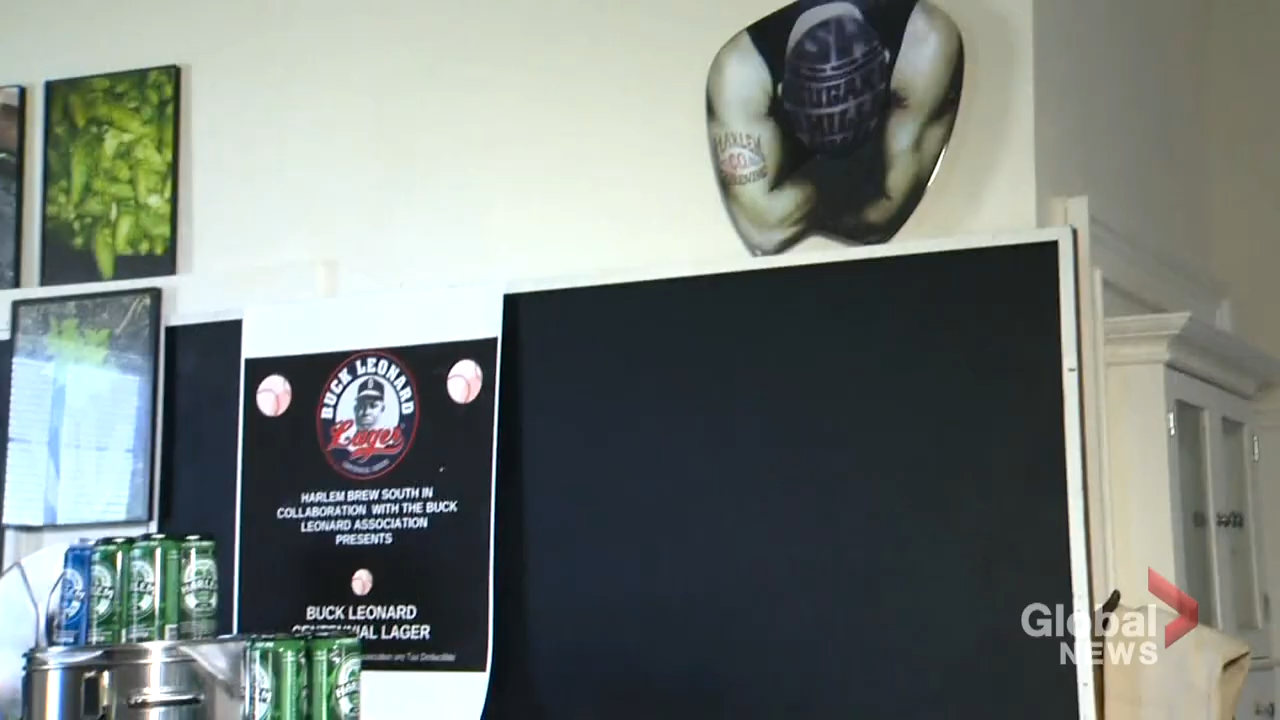 HARLEM
CO.
BUCK LEONARD
Lager
HARLEM BREW SOUTH IN
COLLABORATION WITH THE BUCK
LEONARD ASSOCIATION
PRESENTS
BUCK LEONARD
CENTENNIAL LAGER
Global
NEWS